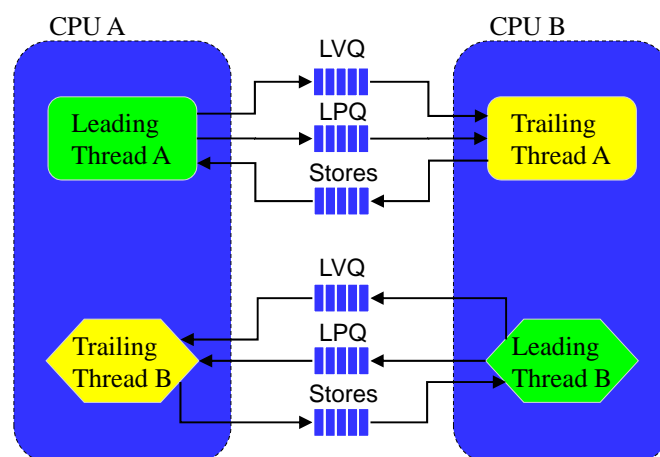 CPU A
CPU B
LVQ
Leading
Thread A
LPQ
Trailing
Thread A
Stores
LVQ
Trailing
Thread B
LPQ
Leading
Thread B
Stores